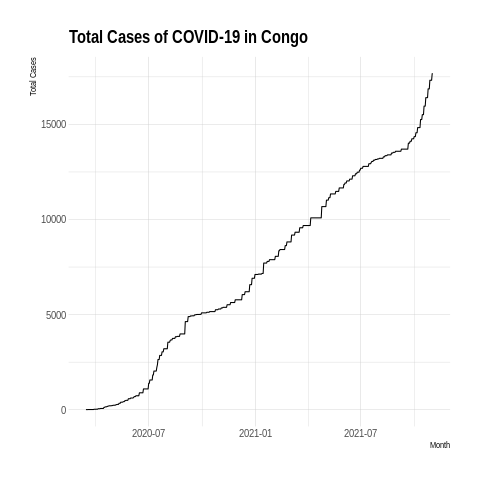 Total Cases of COVID-19 in Congo
Total Cases
15000
10000
5000
0
2020-07
2021-01
2021-07
Month